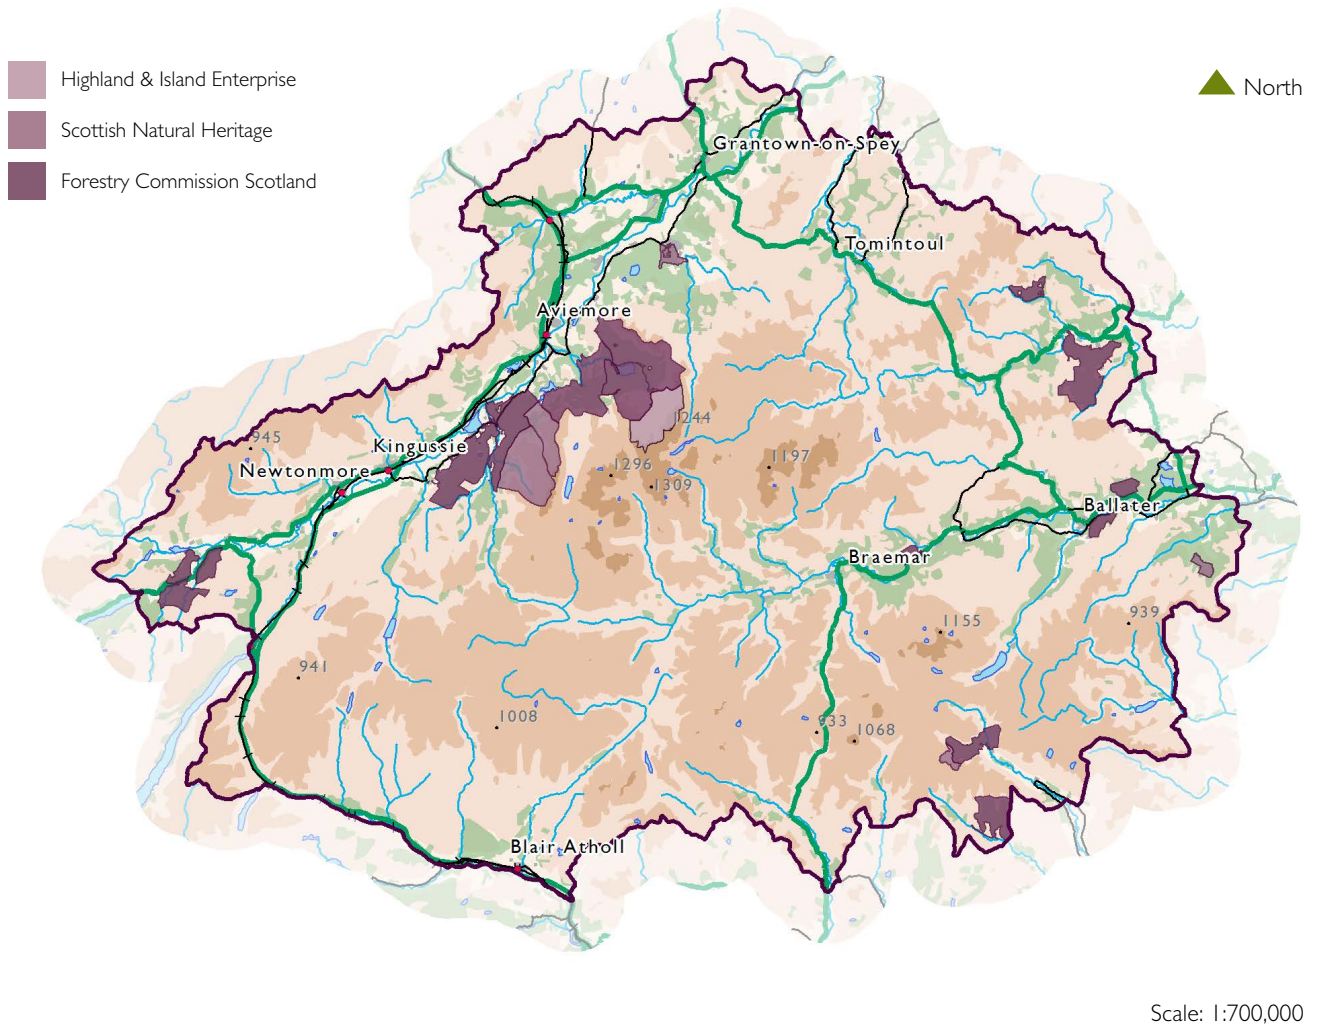 Highland & Island Enterprise
North
Scottish Natural Heritage
Grantown-on-Spey
Forestry Commission Scotland
Tomintoul
Aviemore
1244
945
Kingussie
1197
Newtonmore
1296
1309
Ballater
Braemar
939
1155
941
1008
933
1068
Blair Atholl
Scale: 1:700,000